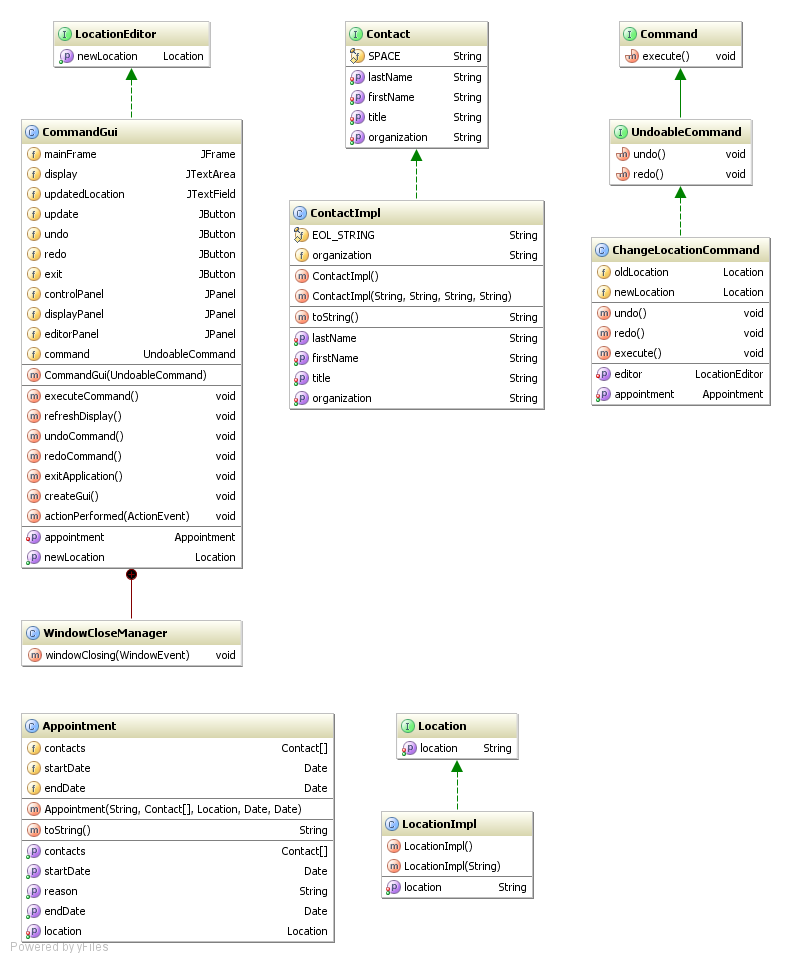 LocationEditor
newLocation Location
CommandGui
mainFrame JFrame
display JTextArea
updatedLocation JTextField
update JButton
undo JButton
redo JButton
exit JButton
controlPanel JPanel
displayPanel JPanel
editorPanel JPanel
command UndoableCommand
CommandGui(UndoableCommand)
executeCommand() void
refreshDisplay() void
undoCommand() void
redoCommand() void
exitApplication() void
createGui() void
actionPerformed(ActionEvent) void
appointment Appointment
newLocation Location
WindowCloseManager
windowClosing(WindowEvent) void
Contact
SPACE String
lastName String
firstName String
title String
organization String
ContactImpl
EOL_STRING String
organization String
ContactImpl()
ContactImpl(String, String, String, String)
toString() String
lastName String
firstName String
title String
organization String
Command
execute() void
UndoableCommand
undo() void
redo() void
ChangeLocationCommand
oldLocation Location
newLocation Location
undo() void
redo() void
execute() void
editor LocationEditor
appointment Appointment
Appointment
contacts Contact[]
startDate Date
endDate Date
Appointment(String, Contact[], Location, Date, Date)
toString() String
contacts Contact[]
startDate Date
reason String
endDate Date
location Location
Location
location String
LocationImpl
LocationImpl()
LocationImpl(String)
location String
Powered by yFiles